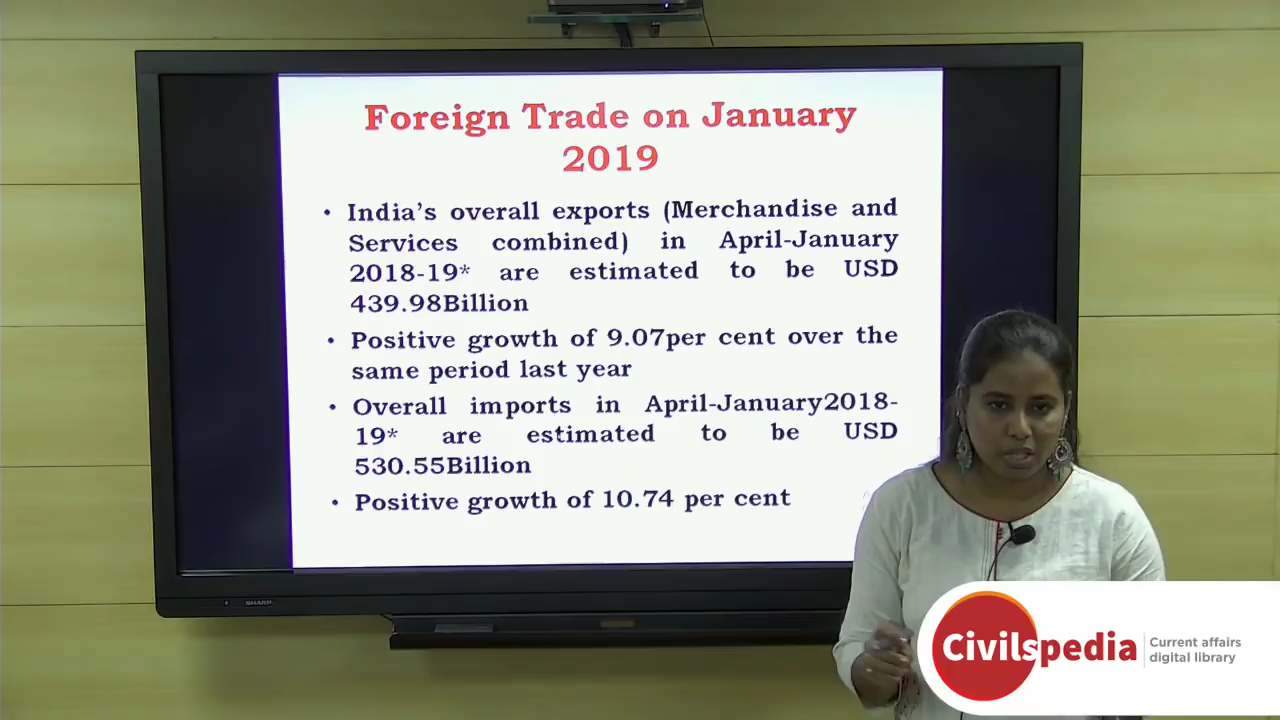 Foreign Trade on January
2019
• India's overall exports (Merchandise and
Services combined) in April-January
2018-19* are estimated to be USD
439.98Billion
• Positive growth of 9.07per cent over the
same period last year
• Overall imports in April-January2018-
19* are estimated to be USD
530.55Billion
• Positive growth of 10.74 per cent
SHARP
Civilspedia
Current affairs
digital library